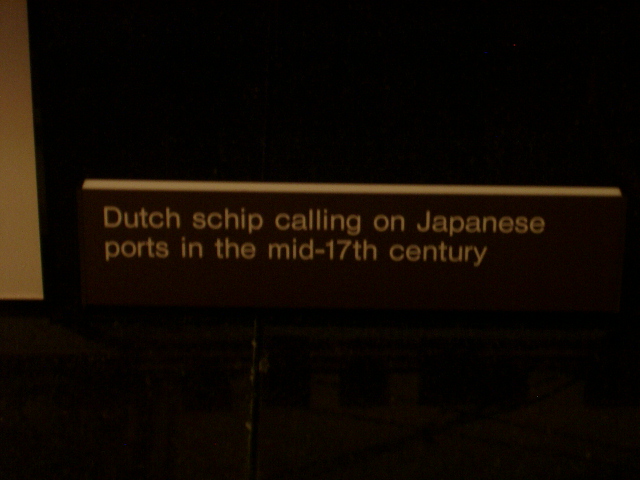 Dutch schip calling on Japanese
ports in the mid-17th century